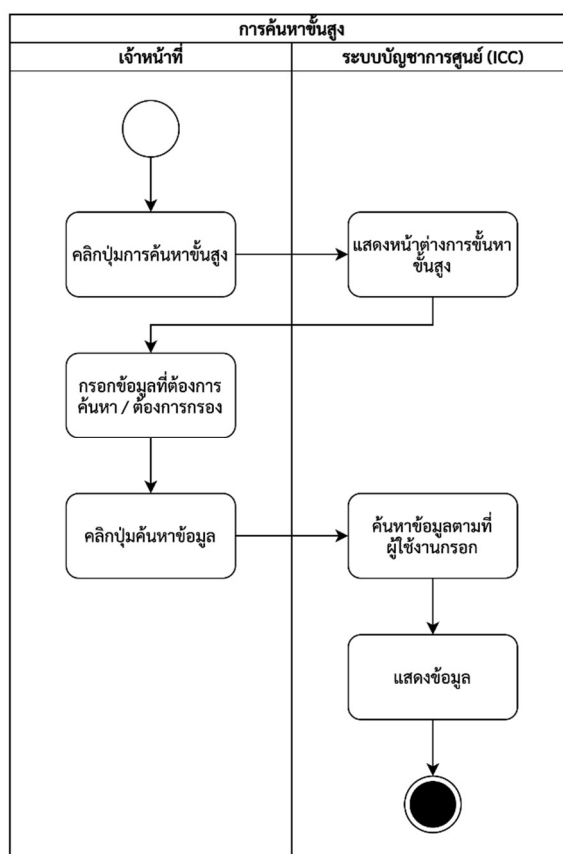 การค้นหาขั้นสูง
เจ้าหน้าที่
ระบบบัญชาการศูนย์ (ICC)
คลิกปุ่มการค้นหาขั้นสูง
แสดงหน้าต่างการขั้นหา
ขั้นสูง
กรอกข้อมูลที่ต้องการ
ค้นหา / ต้องการกรอง
คลิกปุ่มค้นหาข้อมูล
ค้นหาข้อมูลตามที่
ผู้ใช้งานกรอก
แสดงข้อมูล